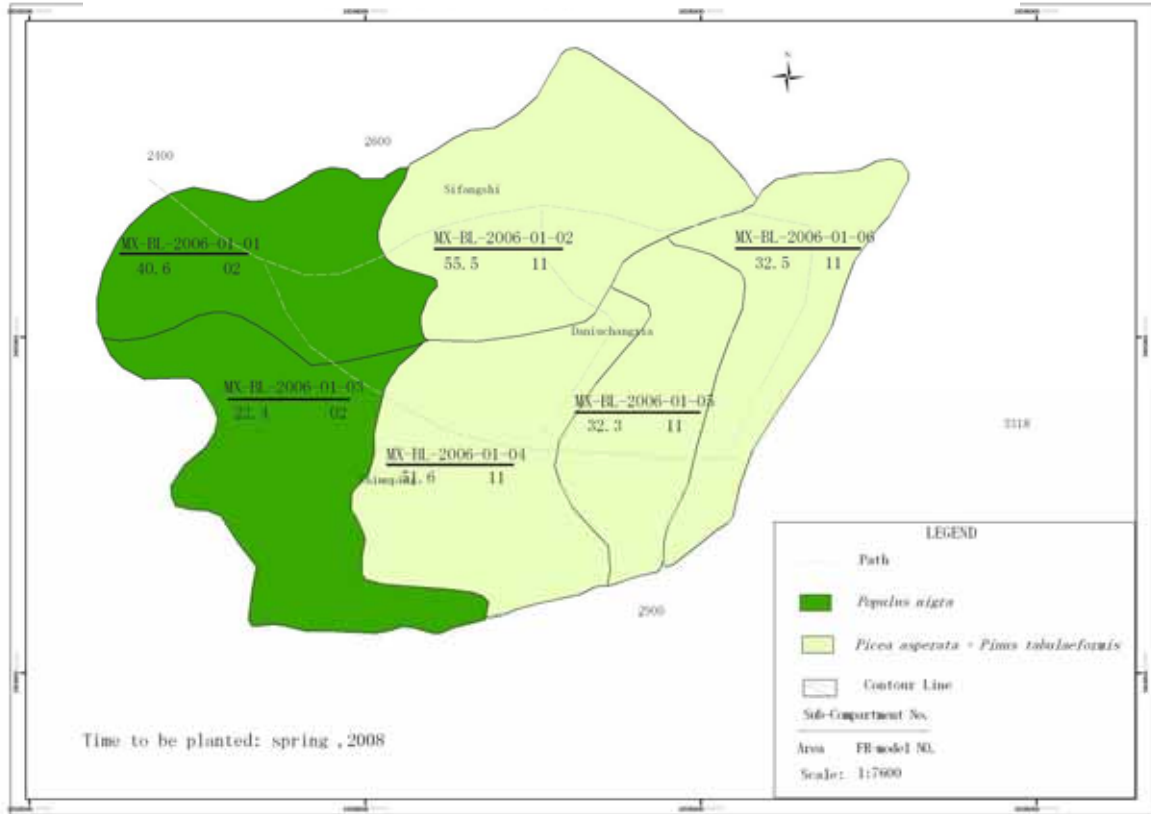 N
2600
2400
Sifangshi
MX-BL-2006-01-01
40.6 02
MX-BL-2006-01-02
55.5 11
MX-BL-2006-01-06
32.5 11
Daniuchangxia
MX-BL-2006-01-03
22.4 02
MX-BL-2006-01-05
32.3 11
3318
MX-BL-2006-01-04
51.6 11
2900
LEGEND
Path
Populus nigra
Picea asperata + Pinus tabulaeformis
Contour Line
Sub-Compartment No.
Area FR-model NO.
Scale: 1:7600
Time to be planted: spring ,2008